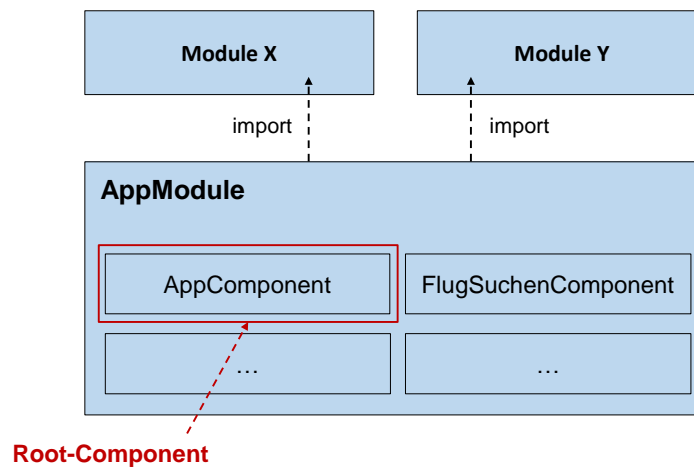 Module X
Module Y
import
import
AppModule
AppComponent
FlugSuchenComponent
…
…
Root-Component